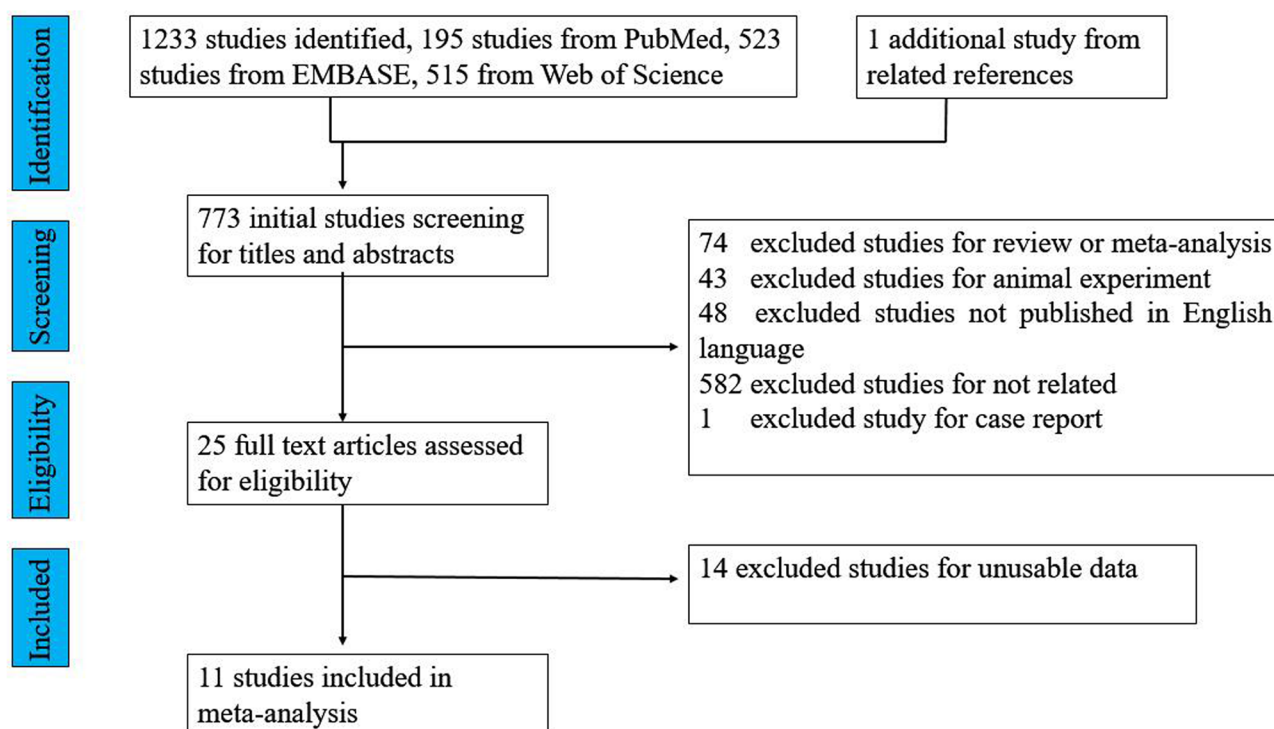 Identification
1233 studies identified, 195 studies from PubMed, 523
studies from EMBASE, 515 from Web of Science
1 additional study from
related references
Screening
773 initial studies screening
for titles and abstracts
74 excluded studies for review or meta-analysis
43 excluded studies for animal experiment
48 excluded studies not published in English
language
582 excluded studies for not related
1 excluded study for case report
Eligibility
25 full text articles assessed
for eligibility
14 excluded studies for unusable data
Included
11 studies included in
meta-analysis